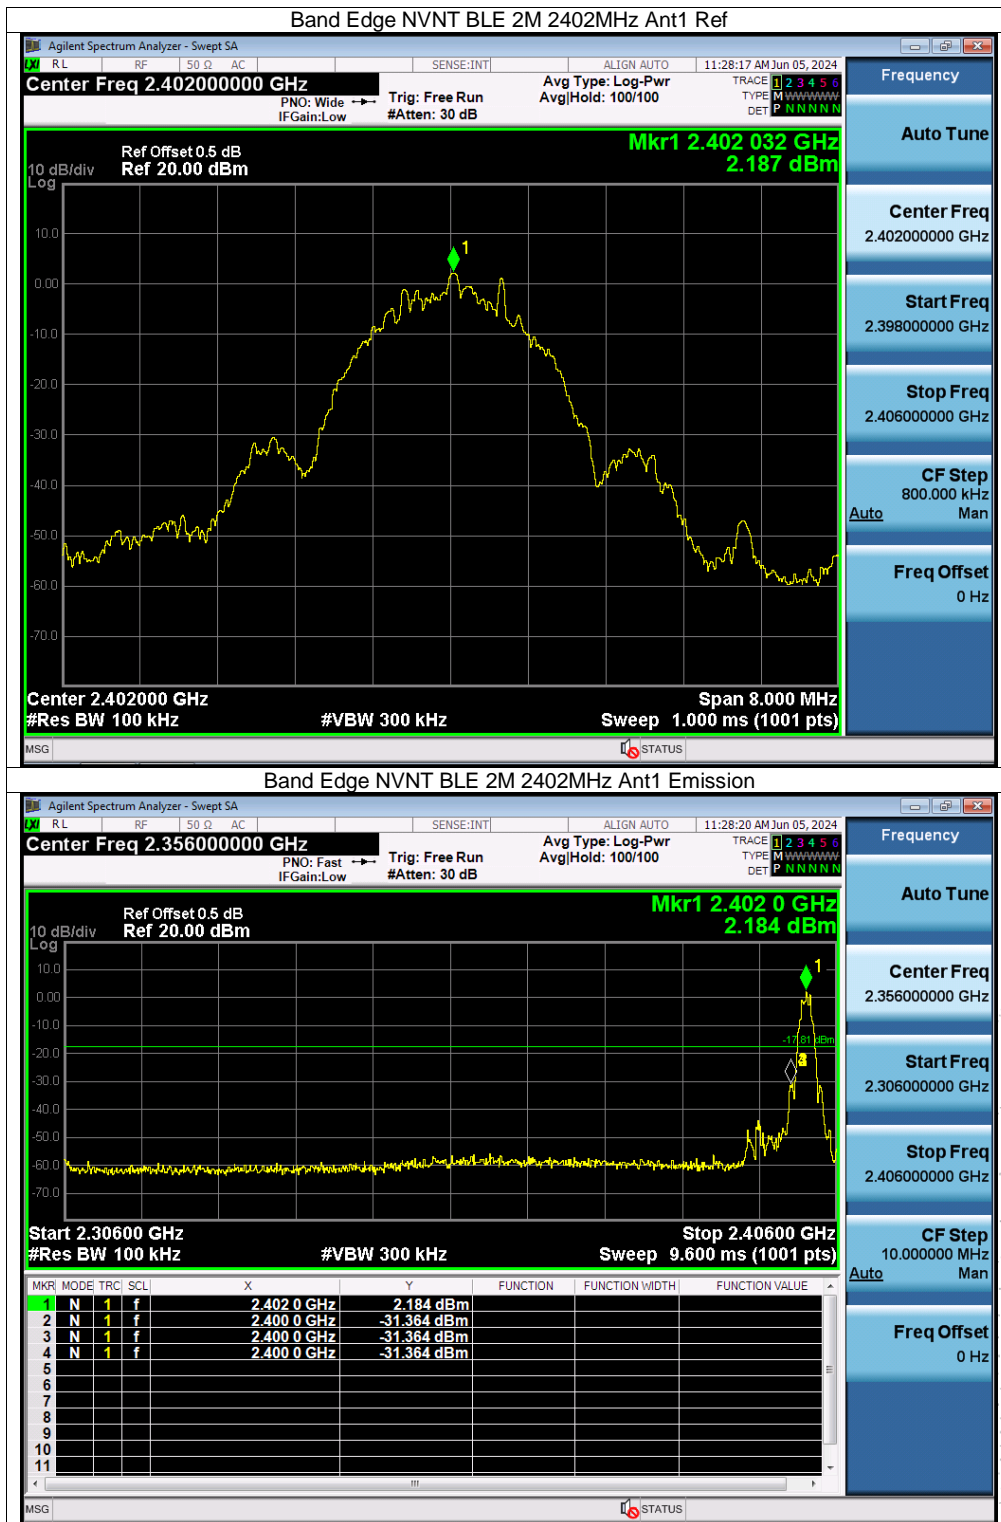 Band Edge NVNT BLE 2M 2402MHz Ant1 Ref
Agilent Spectrum Analyzer - Swept SA
LXI RL RF 50 Ω AC SENSE:INT ALIGN AUTO 11:28:17 AM Jun 05, 2024
Center Freq 2.402000000 GHz
PNO: Wide
IFGain:Low
Trig: Free Run
#Atten: 30 dB
Avg Type: Log-Pwr
Avg|Hold: 100/100
TRACE 1 2 3 4 5 6
TYPE M WWWWW
DET P N N N N N
Frequency
Auto Tune
Center Freq
2.402000000 GHz
Start Freq
2.398000000 GHz
Stop Freq
2.406000000 GHz
CF Step
800.000 kHz
Auto Man
Freq Offset
0 Hz
Mkr1 2.402 032 GHz
2.187 dBm
Ref Offset 0.5 dB
10 dB/div Ref 20.00 dBm
Log
10.0
0.00
-10.0
-20.0
-30.0
-40.0
-50.0
-60.0
-70.0
1
Center 2.402000 GHz Span 8.000 MHz
#Res BW 100 kHz #VBW 300 kHz Sweep 1.000 ms (1001 pts)
MSG STATUS
Band Edge NVNT BLE 2M 2402MHz Ant1 Emission
Agilent Spectrum Analyzer - Swept SA
LXI RL RF 50 Ω AC SENSE:INT ALIGN AUTO 11:28:20 AM Jun 05, 2024
Center Freq 2.356000000 GHz
PNO: Fast
IFGain:Low
Trig: Free Run
#Atten: 30 dB
Avg Type: Log-Pwr
Avg|Hold: 100/100
TRACE 1 2 3 4 5 6
TYPE M WWWWW
DET P N N N N N
Frequency
Auto Tune
Center Freq
2.356000000 GHz
Start Freq
2.306000000 GHz
Stop Freq
2.406000000 GHz
CF Step
10.000000 MHz
Auto Man
Freq Offset
0 Hz
Mkr1 2.402 0 GHz
2.184 dBm
Ref Offset 0.5 dB
10 dB/div Ref 20.00 dBm
Log
10.0
0.00
-10.0
-20.0
-30.0
-40.0
-50.0
-60.0
-70.0
1
-17.81 dBm
Start 2.30600 GHz Stop 2.40600 GHz
#Res BW 100 kHz #VBW 300 kHz Sweep 9.600 ms (1001 pts)
MKR MODE TRC SCL X Y FUNCTION FUNCTION WIDTH FUNCTION VALUE
1 N 1 f 2.402 0 GHz 2.184 dBm
2 N 1 f 2.400 0 GHz -31.364 dBm
3 N 1 f 2.400 0 GHz -31.364 dBm
4 N 1 f 2.400 0 GHz -31.364 dBm
5
6
7
8
9
10
11
MSG STATUS